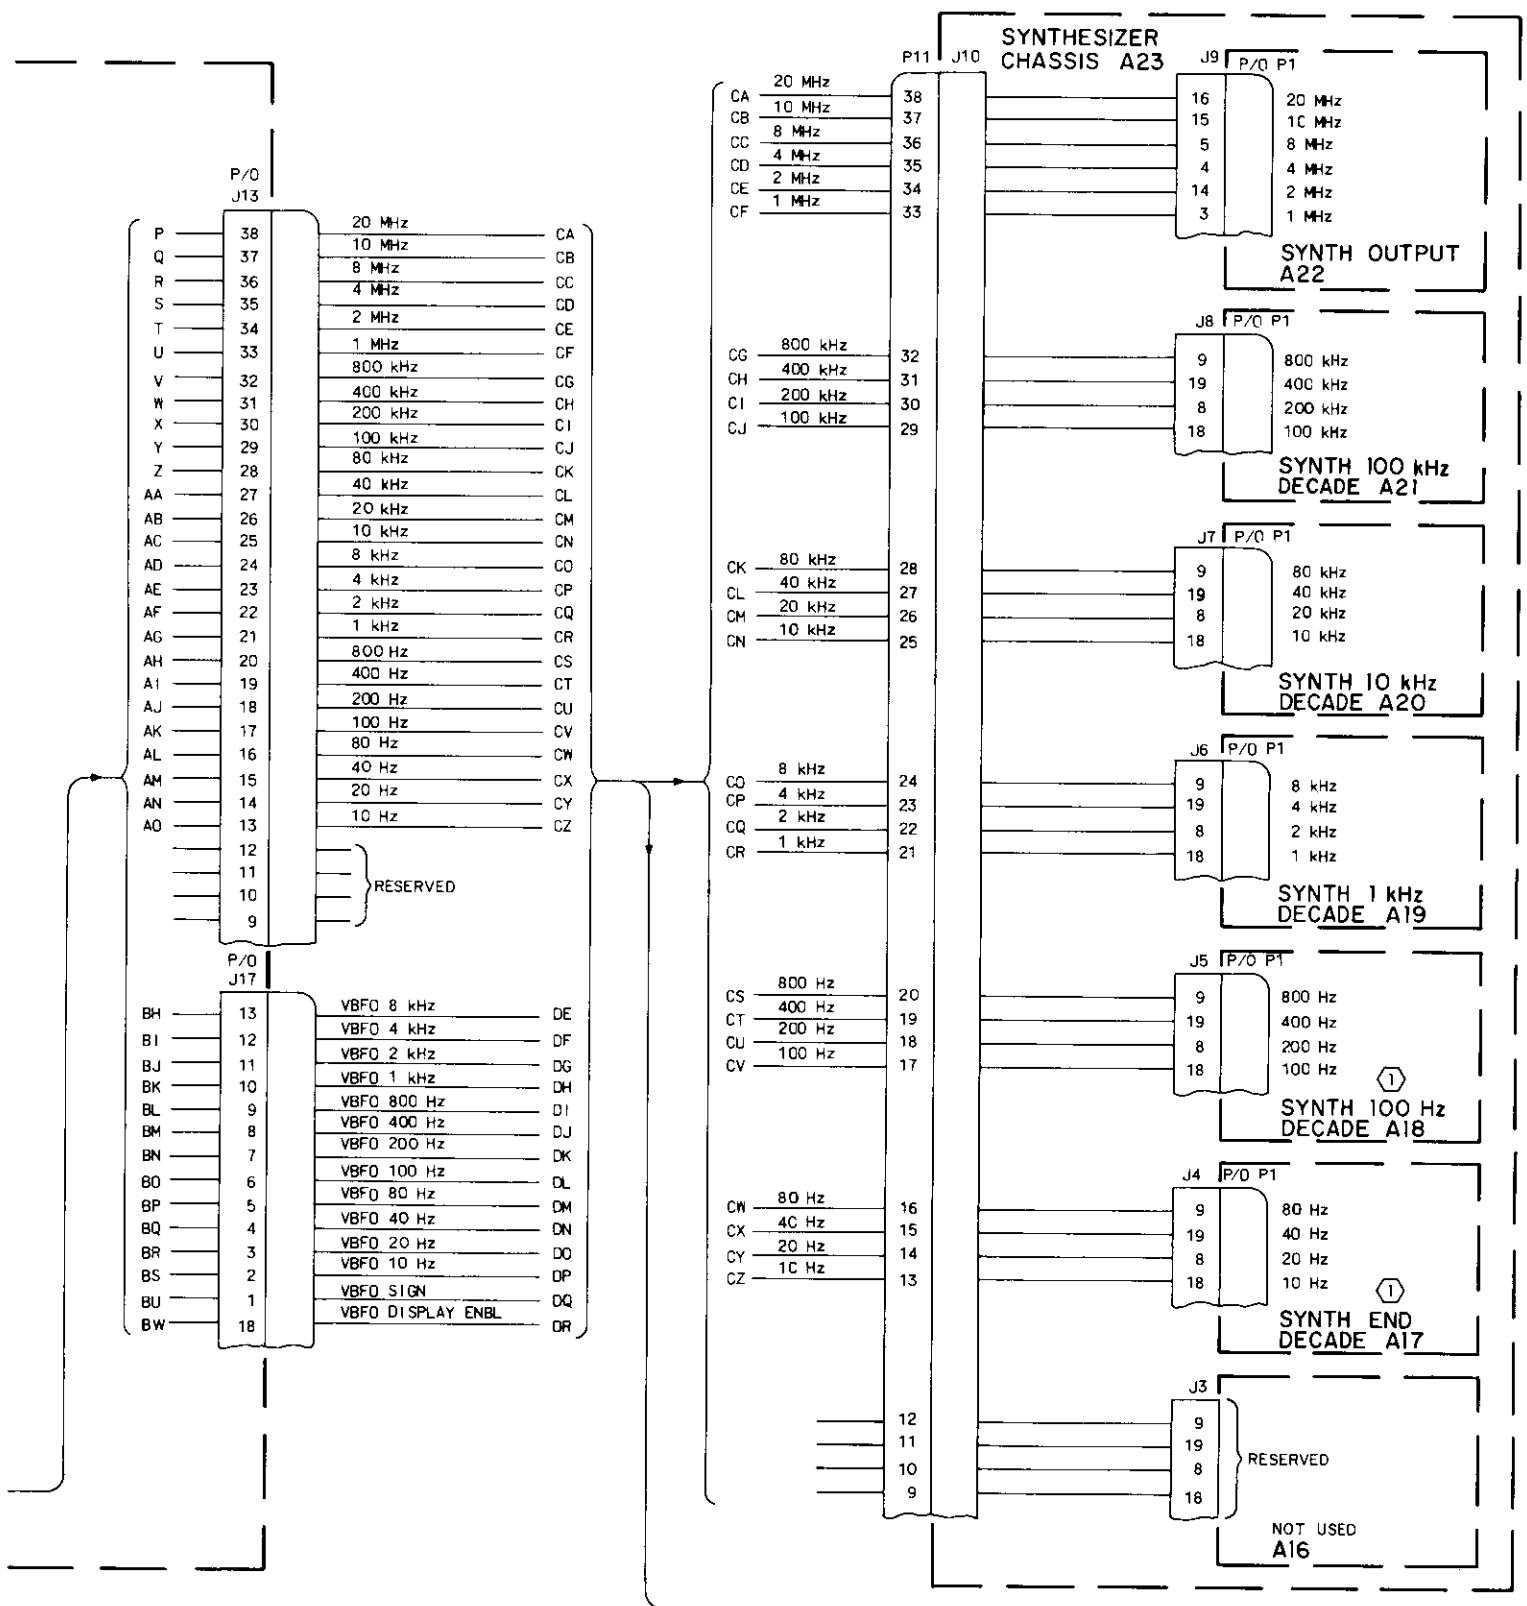 P/O
J13
P 38 20 MHz CA
Q 37 10 MHz CB
R 36 8 MHz CC
S 35 4 MHz CD
T 34 2 MHz CE
U 33 1 MHz CF
V 32 800 kHz CG
W 31 400 kHz CH
X 30 200 kHz CI
Y 29 100 kHz CJ
Z 28 80 kHz CK
AA 27 40 kHz CL
AB 26 20 kHz CM
AC 25 10 kHz CN
AD 24 8 kHz CO
AE 23 4 kHz CP
AF 22 2 kHz CQ
AG 21 1 kHz CR
AH 20 800 Hz CS
AI 19 400 Hz CT
AJ 18 200 Hz CU
AK 17 100 Hz CV
AL 16 80 Hz CW
AM 15 40 Hz CX
AN 14 20 Hz CY
AO 13 10 Hz CZ
12
11
RESERVED
10
9
P/O
J17
BH 13 VBFO 8 kHz DE
BI 12 VBFO 4 kHz DF
BJ 11 VBFO 2 kHz DG
BK 10 VBFO 1 kHz DH
BL 9 VBFO 800 Hz DI
BM 8 VBFO 400 Hz DJ
BN 7 VBFO 200 Hz DK
BO 6 VBFO 100 Hz DL
BP 5 VBFO 80 Hz DM
BQ 4 VBFO 40 Hz DN
BR 3 VBFO 20 Hz DO
BS 2 VBFO 10 Hz DP
BU 1 VBFO SIGN DQ
BW 18 VBFO DISPLAY ENBL DR
SYNTHESIZER
CHASSIS A23
P11 J10 J9 P/O P1
CA 20 MHz 38 16 20 MHz
CB 10 MHz 37 15 10 MHz
CC 8 MHz 36 5 8 MHz
CD 4 MHz 35 4 4 MHz
CE 2 MHz 34 14 2 MHz
CF 1 MHz 33 3 1 MHz
SYNTH OUTPUT
A22
J8 P/O P1
CG 800 kHz 32 9 800 kHz
CH 400 kHz 31 19 400 kHz
CI 200 kHz 30 8 200 kHz
CJ 100 kHz 29 18 100 kHz
SYNTH 100 kHz
DECADE A21
J7 P/O P1
CK 80 kHz 28 9 80 kHz
CL 40 kHz 27 19 40 kHz
CM 20 kHz 26 8 20 kHz
CN 10 kHz 25 18 10 kHz
SYNTH 10 kHz
DECADE A20
J6 P/O P1
CO 8 kHz 24 9 8 kHz
CP 4 kHz 23 19 4 kHz
CQ 2 kHz 22 8 2 kHz
CR 1 kHz 21 18 1 kHz
SYNTH 1 kHz
DECADE A19
J5 P/O P1
CS 800 Hz 20 9 800 Hz
CT 400 Hz 19 19 400 Hz
CU 200 Hz 18 8 200 Hz
CV 100 Hz 17 18 100 Hz
1
SYNTH 100 Hz
DECADE A18
J4 P/O P1
CW 80 Hz 16 9 80 Hz
CX 40 Hz 15 19 40 Hz
CY 20 Hz 14 8 20 Hz
CZ 10 Hz 13 18 10 Hz
1
SYNTH END
DECADE A17
J3
12 9
11 19
RESERVED
10 8
9 18
NOT USED
A16